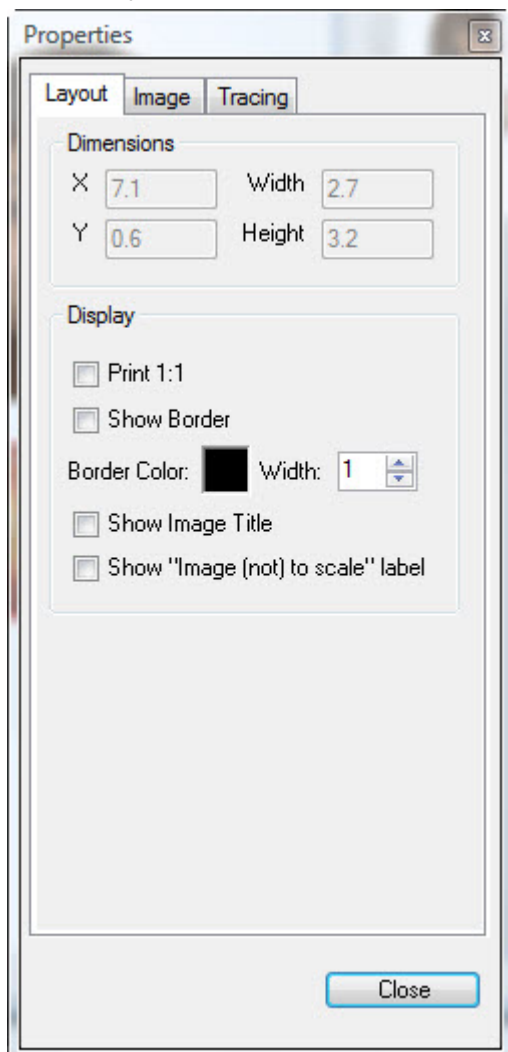 Properties
Layout Image Tracing
Dimensions
X 7.1 Width 2.7
Y 0.6 Height 3.2
Display
Print 1:1
Show Border
Border Color: Width: 1
Show Image Title
Show "Image (not) to scale" label
Close